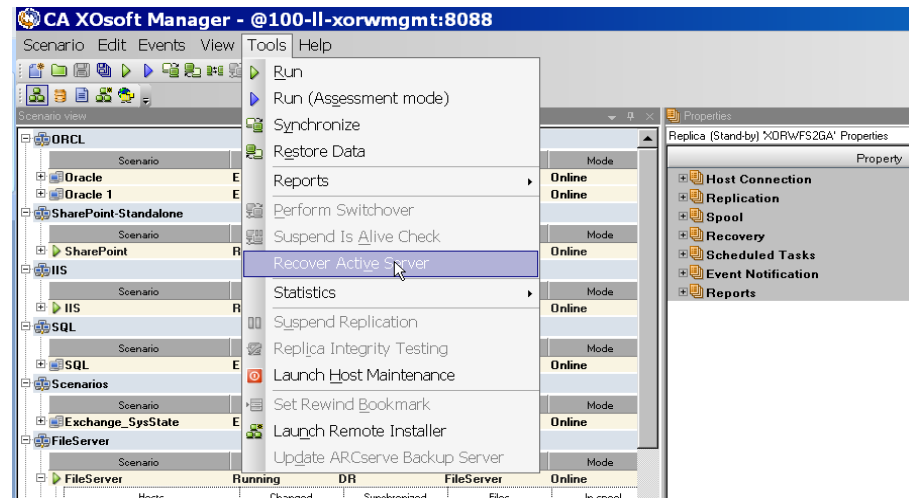 CA XOsoft Manager - @100-ll-xorwmgmt:8088
Scenario Edit Events View Tools Help
Scenario view
Run
Run (Assessment mode)
Synchronize
Restore Data
Reports
Perform Switchover
Suspend Is Alive Check
Recover Active Server
Statistics
Suspend Replication
Replica Integrity Testing
Launch Host Maintenance
Set Rewind Bookmark
Launch Remote Installer
Update ARCserve Backup Server
ORCL
Scenario Mode
Oracle E Online
Oracle 1 E Online
SharePoint-Standalone
Scenario Mode
SharePoint R Online
IIS
Scenario Mode
IIS R Online
SQL
Scenario Mode
SQL E Online
Scenarios
Scenario Mode
Exchange_SysState E Online
FileServer
Scenario Mode
FileServer Running DR FileServer Online
Hosts Changed Synchronized Files In spool
Properties
Replica (Stand-by) 'XORWFS2GA' Properties
Property
Host Connection
Replication
Spool
Recovery
Scheduled Tasks
Event Notification
Reports